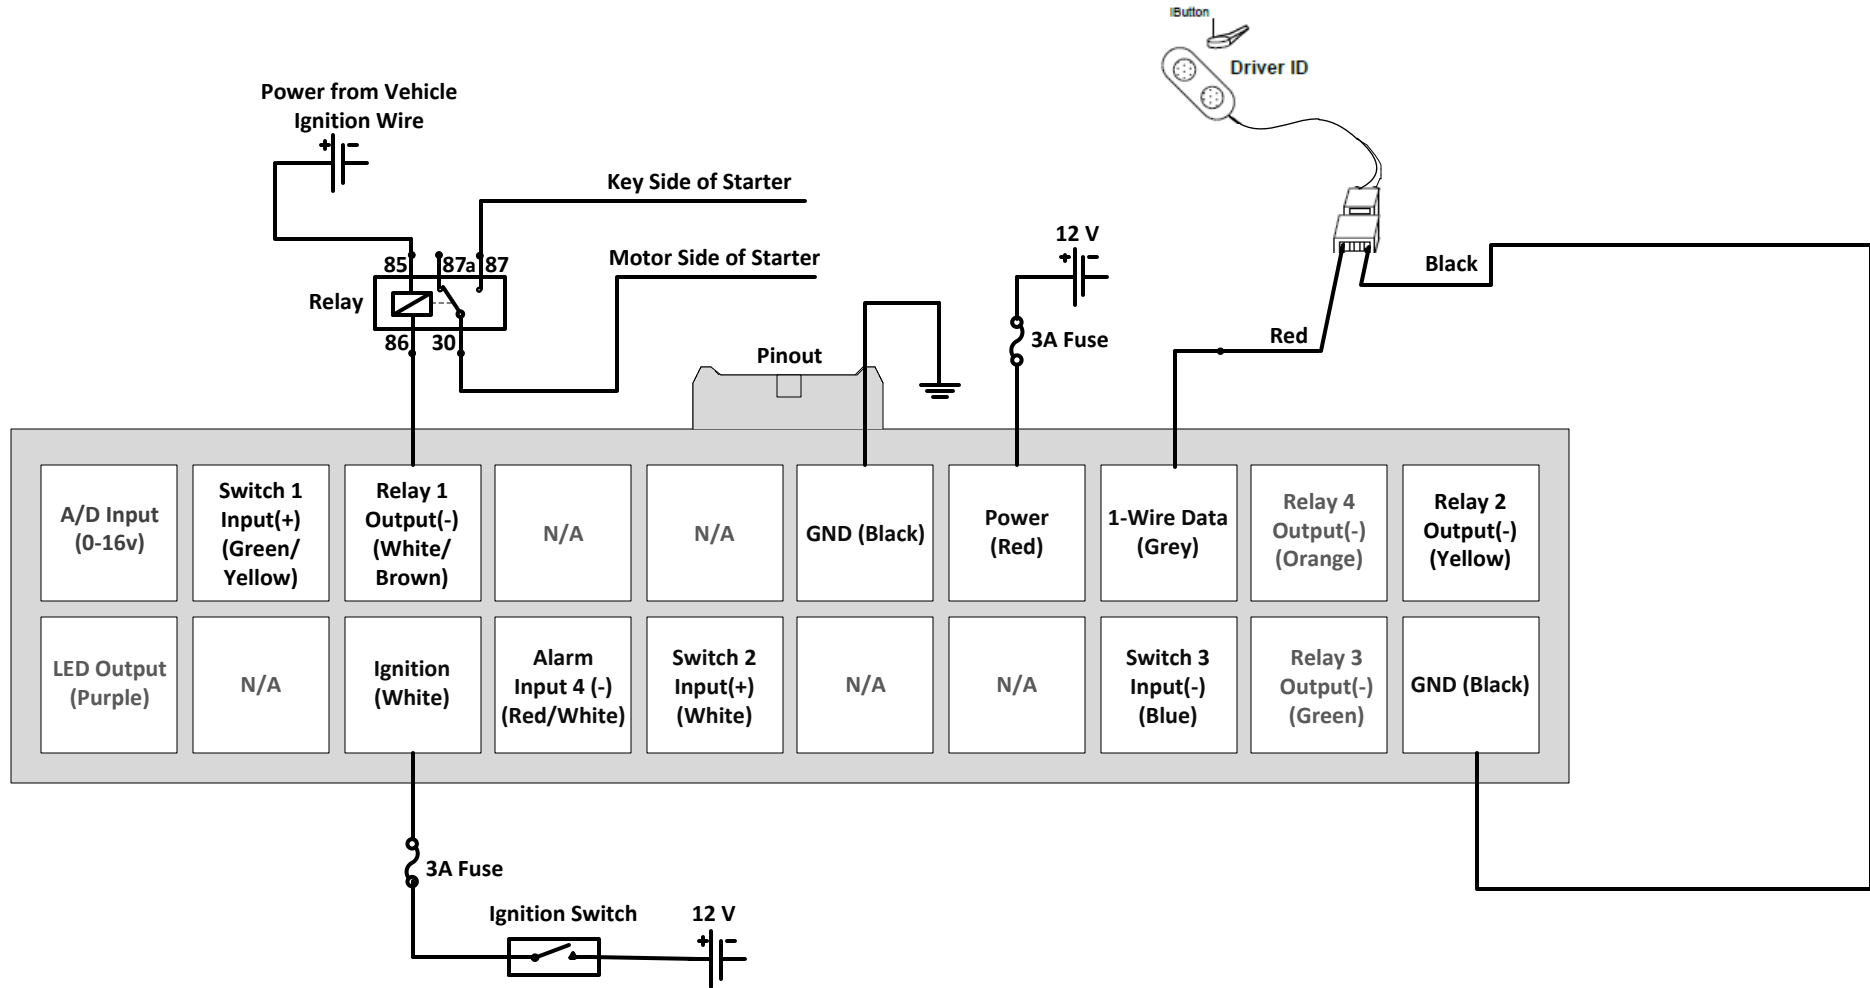 IButton
Driver ID
Power from Vehicle
Ignition Wire
+ -
Key Side of Starter
Motor Side of Starter
12 V
+ -
85
87a
87
Relay
86
30
3A Fuse
Black
Red
Pinout
A/D Input
(0-16v)
Switch 1
Input(+)
(Green/
Yellow)
Relay 1
Output(-)
(White/
Brown)
N/A
N/A
GND (Black)
Power
(Red)
1-Wire Data
(Grey)
Relay 4
Output(-)
(Orange)
Relay 2
Output(-)
(Yellow)
LED Output
(Purple)
N/A
Ignition
(White)
Alarm
Input 4 (-)
(Red/White)
Switch 2
Input(+)
(White)
N/A
N/A
Switch 3
Input(-)
(Blue)
Relay 3
Output(-)
(Green)
GND (Black)
3A Fuse
Ignition Switch
12 V
+ -